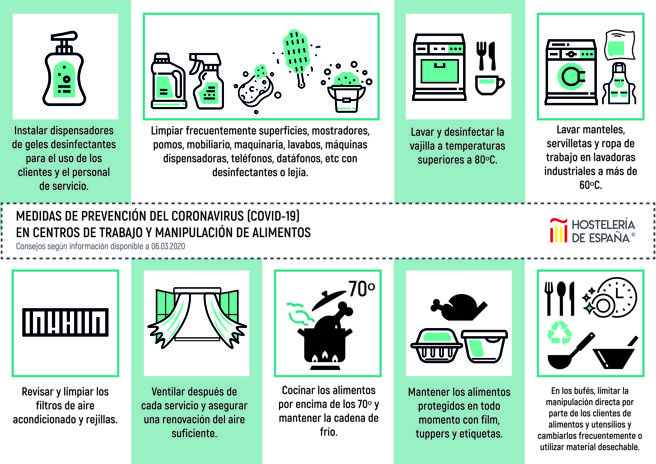 Instalar dispensadores
de geles desinfectantes
para el uso de los
clientes y el personal
de servicio.
Limpiar frecuentemente superficies, mostradores,
pomos, mobiliario, maquinaria, lavabos, máquinas
dispensadoras, teléfonos, datáfonos, etc con
desinfectantes o lejía.
Lavar y desinfectar la
vajilla a temperaturas
superiores a 80ºC.
Lavar manteles,
servilletas y ropa de
trabajo en lavadoras
industriales a más de
60ºC.
MEDIDAS DE PREVENCIÓN DEL CORONAVIRUS (COVID-19)
EN CENTROS DE TRABAJO Y MANIPULACIÓN DE ALIMENTOS
Consejos según información disponible a 06.03.2020
HOSTELERÍA
DE ESPAÑA ©
Revisar y limpiar los
filtros de aire
acondicionado y rejillas.
Ventilar después de
cada servicio y asegurar
una renovación del aire
suficiente.
70º
Cocinar los alimentos
por encima de los 70º y
mantener la cadena de
frío.
Mantener los alimentos
protegidos en todo
momento con film,
tuppers y etiquetas.
En los bufés, limitar la
manipulación directa por
parte de los clientes de
alimentos y utensilios y
cambiarlos frecuentemente o
utilizar material desechable.